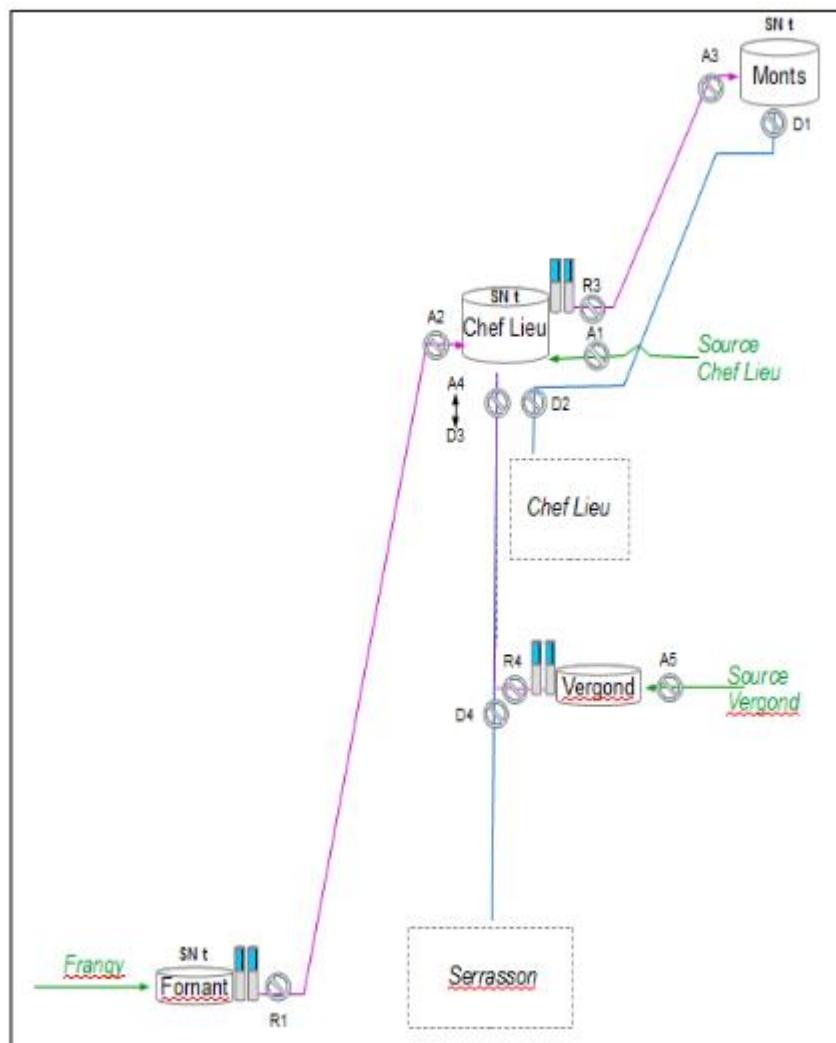 SN t
Monts
A3
D1
SN t
Chef Lieu
R3
A2
A1
Source
Chef Lieu
A4
D3
D2
Chef Lieu
R4
Vergond
A5
Source
Vergond
D4
Frangy
SN t
Fornant
R1
Serrasson